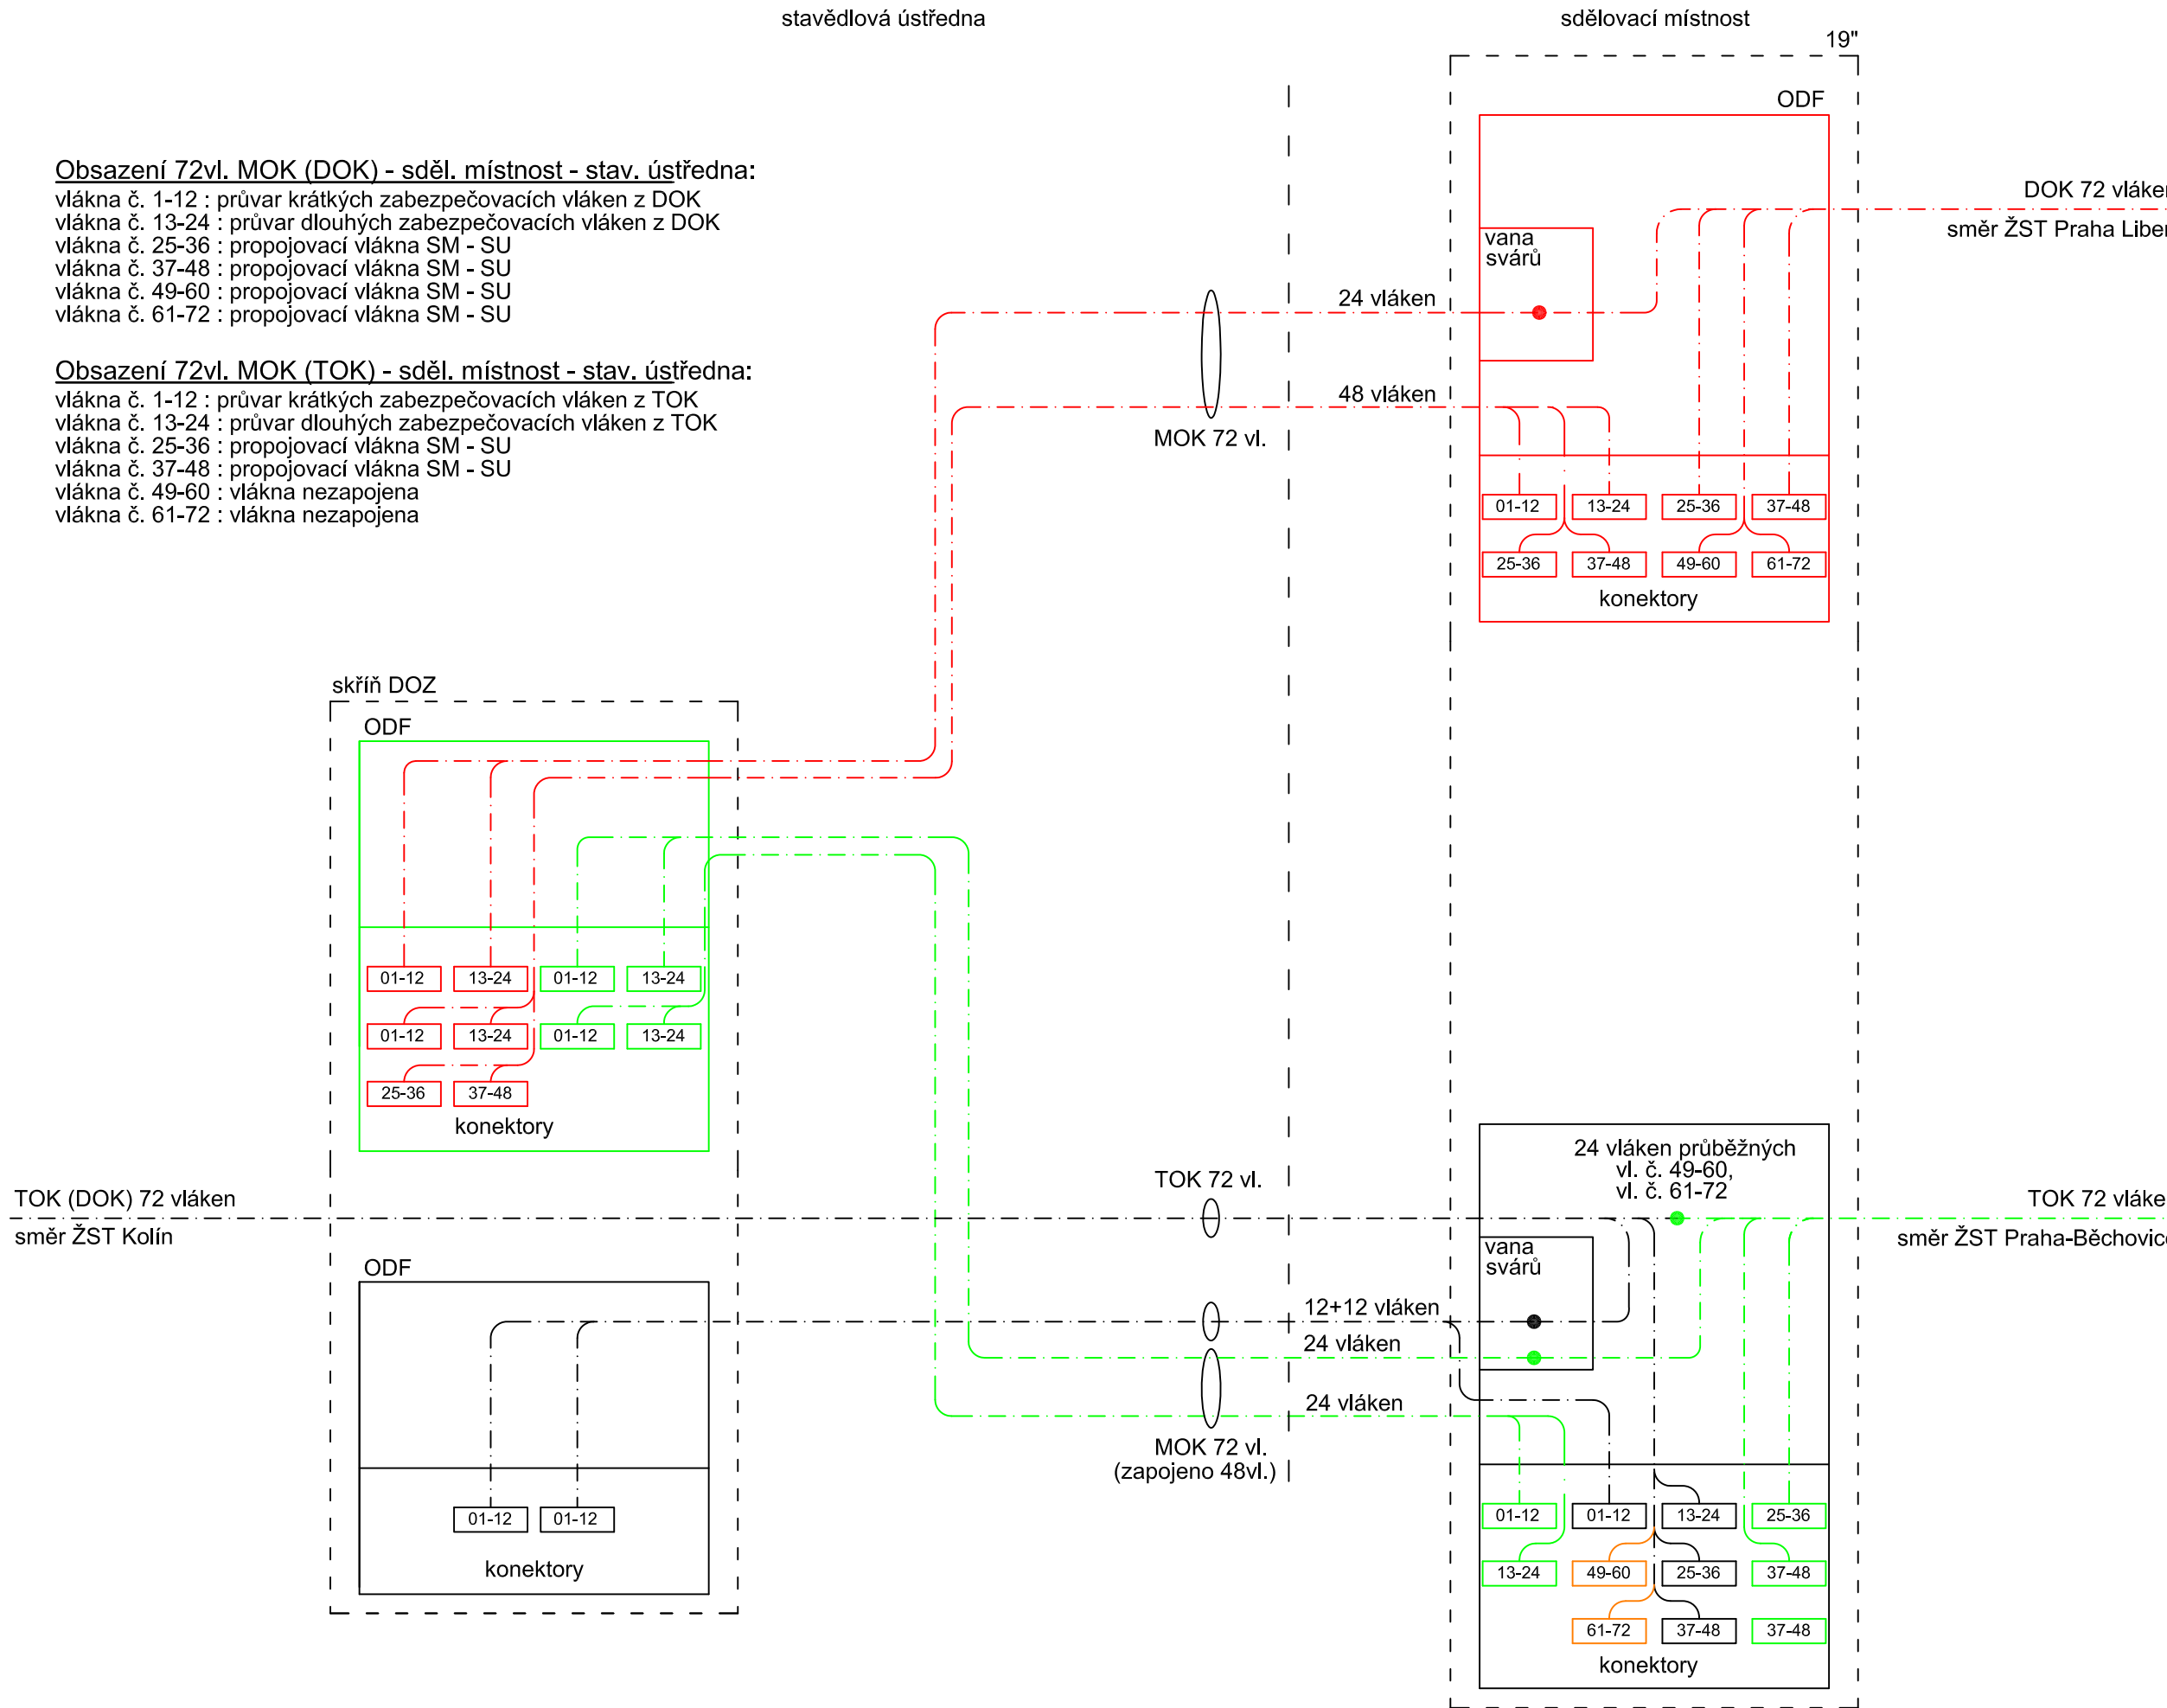 stavědlová ústředna
sdělovací místnost
19"
ODF
Obsazení 72vl. MOK (DOK) - sděl. místnost - stav. ústředna:
vlákna č. 1-12 : průvar krátkých zabezpečovacích vláken z DOK
vlákna č. 13-24 : průvar dlouhých zabezpečovacích vláken z DOK
vlákna č. 25-36 : propojovací vlákna SM - SU
vlákna č. 37-48 : propojovací vlákna SM - SU
vlákna č. 49-60 : propojovací vlákna SM - SU
vlákna č. 61-72 : propojovací vlákna SM - SU
Obsazení 72vl. MOK (TOK) - sděl. místnost - stav. ústředna:
vlákna č. 1-12 : průvar krátkých zabezpečovacích vláken z TOK
vlákna č. 13-24 : průvar dlouhých zabezpečovacích vláken z TOK
vlákna č. 25-36 : propojovací vlákna SM - SU
vlákna č. 37-48 : propojovací vlákna SM - SU
vlákna č. 49-60 : vlákna nezapojena
vlákna č. 61-72 : vlákna nezapojena
DOK 72 vláken
směr ŽST Praha Liber
vana
svárů
24 vláken
48 vláken
MOK 72 vl.
01-12 13-24 25-36 37-48
25-36 37-48 49-60 61-72
konektory
skříň DOZ
ODF
01-12 13-24 01-12 13-24
01-12 13-24 01-12 13-24
25-36 37-48
konektory
TOK (DOK) 72 vláken
směr ŽST Kolín
TOK 72 vl.
24 vláken průběžných
vl. č. 49-60,
vl. č. 61-72
TOK 72 vláke
směr ŽST Praha-Běchovice
vana
svárů
ODF
12+12 vláken
24 vláken
24 vláken
MOK 72 vl.
(zapojeno 48vl.)
01-12 01-12
konektory
01-12 01-12 13-24 25-36
13-24 49-60 25-36 37-48
61-72 37-48 37-48
konektory